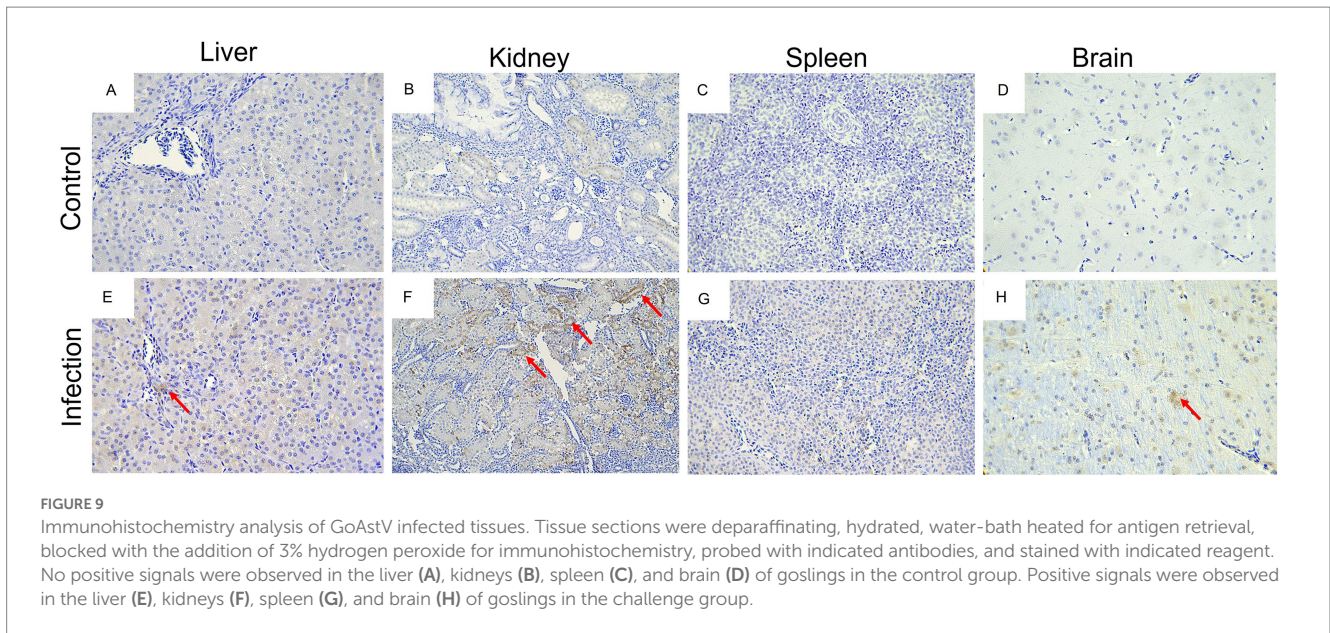 Liver
Kidney
Spleen
Brain
Control
A
B
C
D
Infection
E
F
G
H
FIGURE 9
Immunohistochemistry analysis of GoAstV infected tissues. Tissue sections were deparaffinating, hydrated, water-bath heated for antigen retrieval,
blocked with the addition of 3% hydrogen peroxide for immunohistochemistry, probed with indicated antibodies, and stained with indicated reagent.
No positive signals were observed in the liver (A), kidneys (B), spleen (C), and brain (D) of goslings in the control group. Positive signals were observed
in the liver (E), kidneys (F), spleen (G), and brain (H) of goslings in the challenge group.